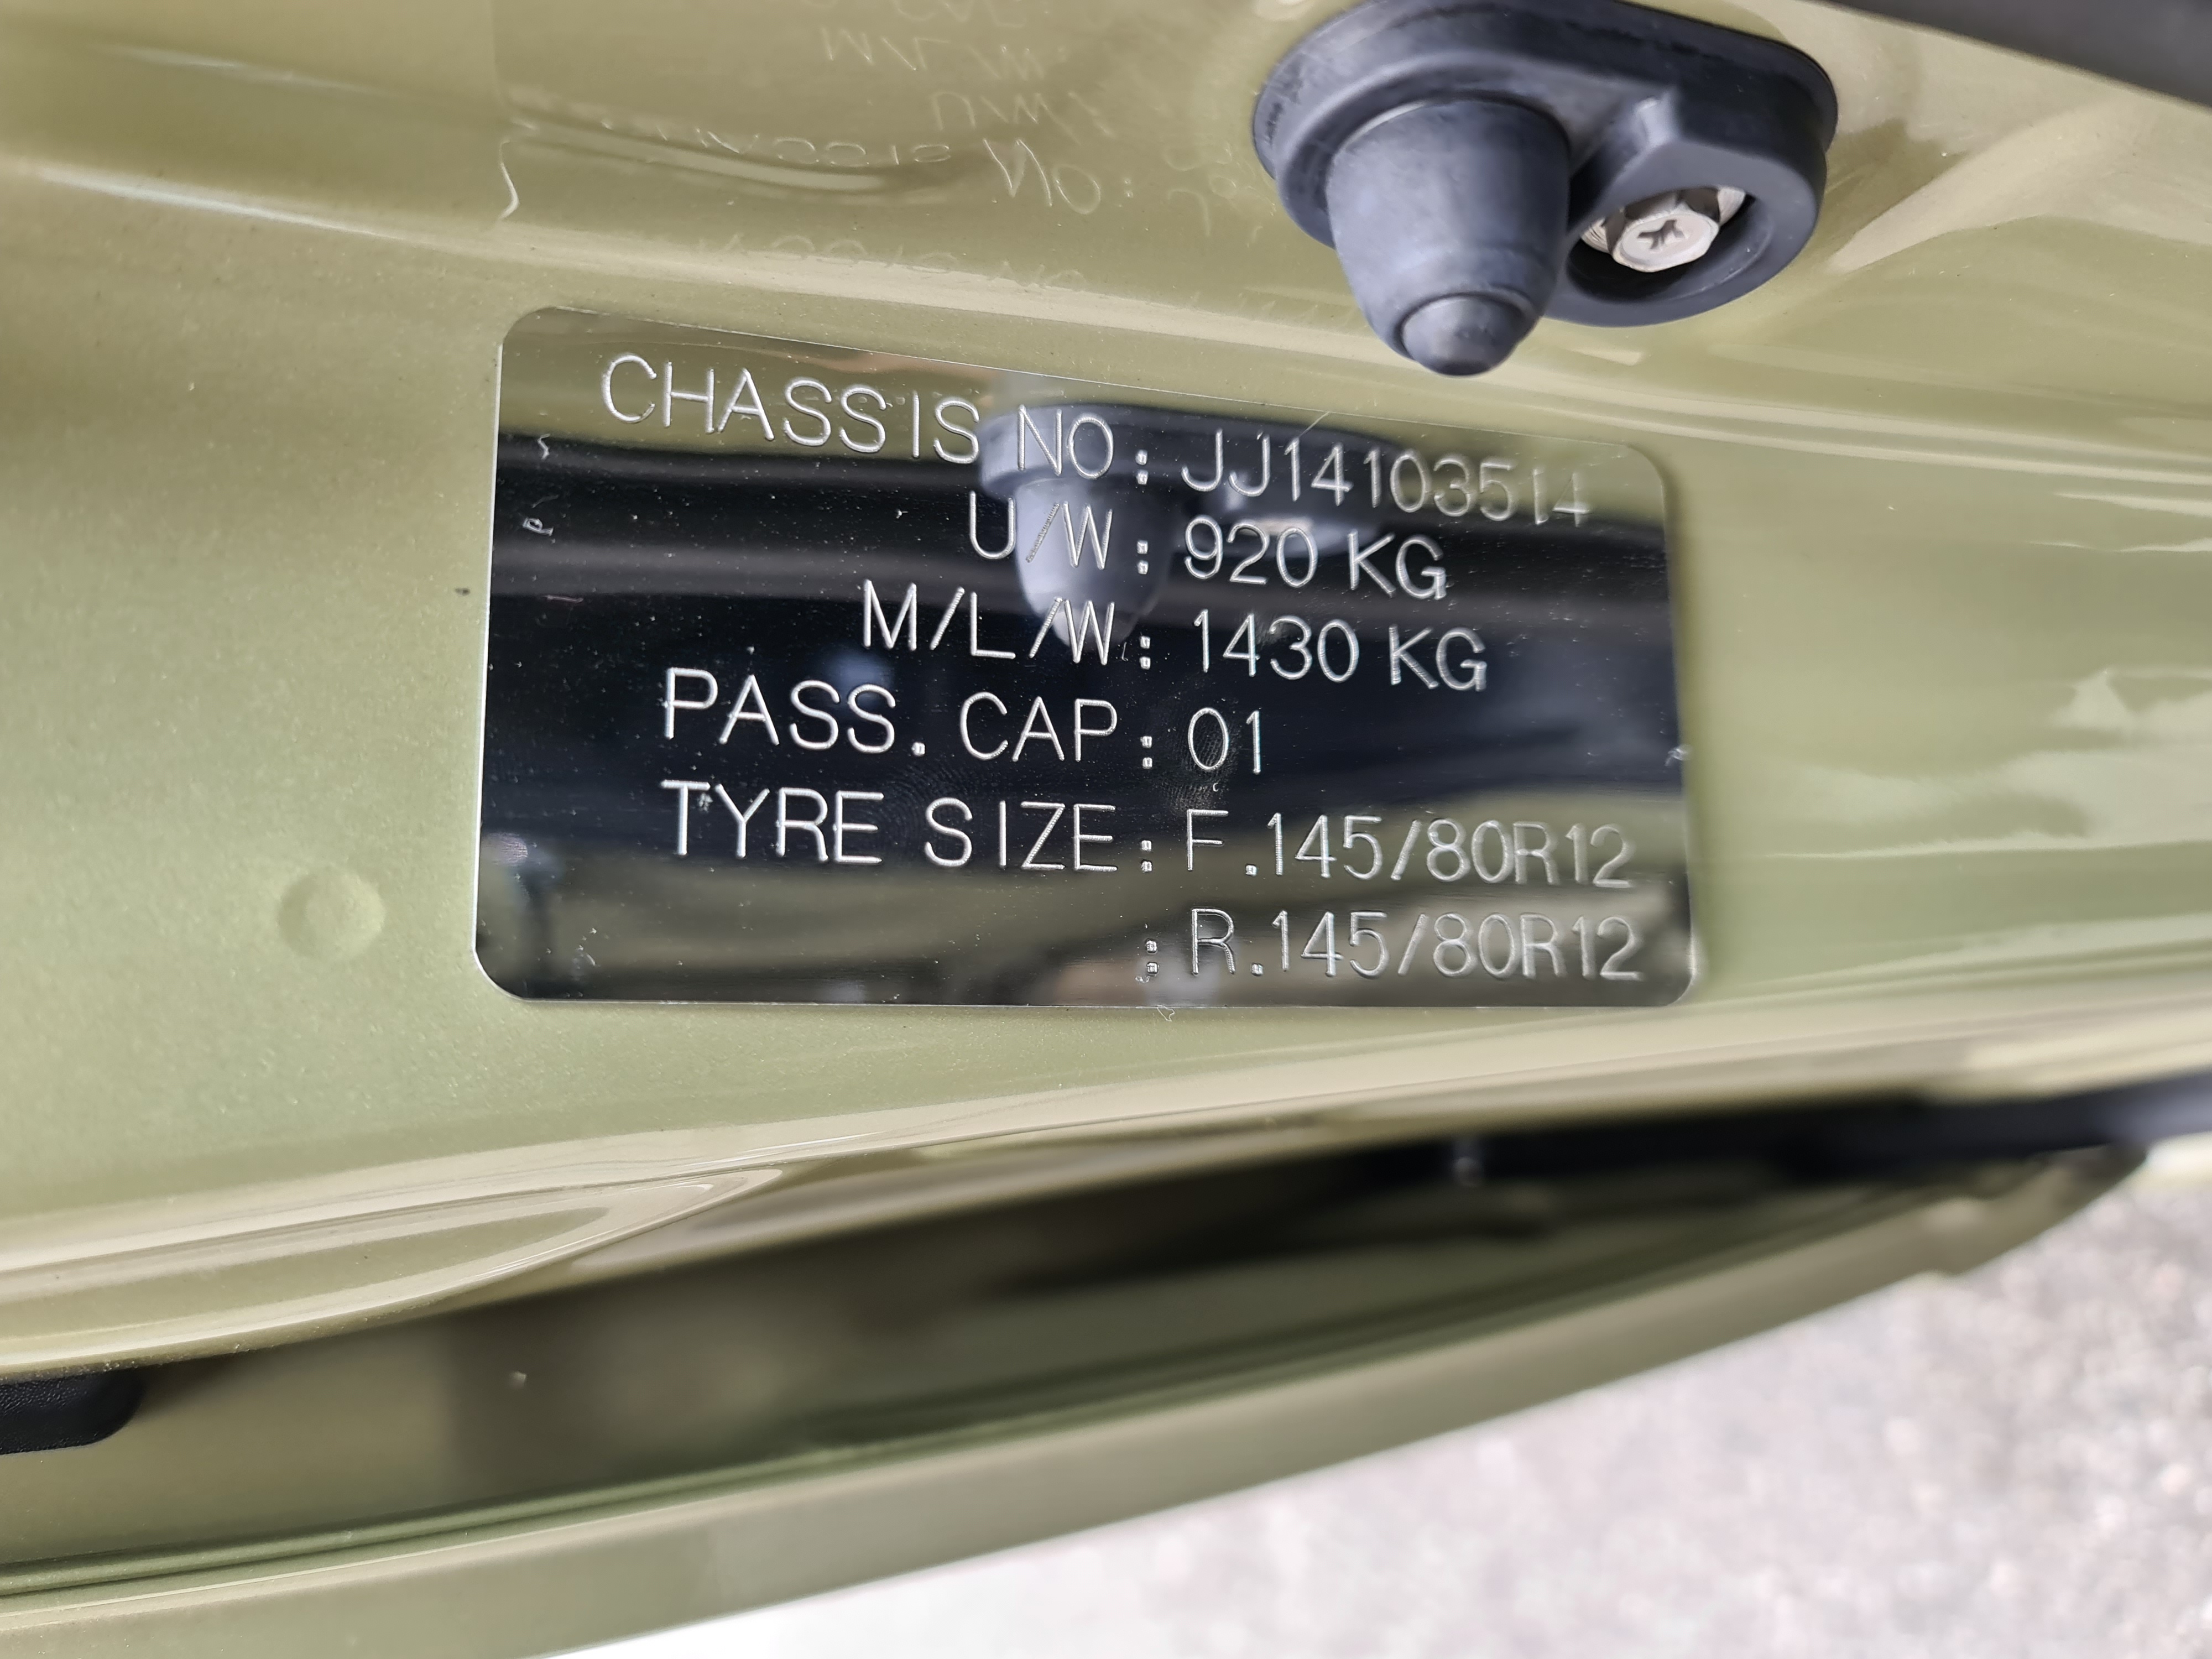 CHASSIS NO: JJ14103514
U/W: 920 KG
M/L/W: 1430 KG
PASS. CAP: 01
TYRE SIZE: F.145/80R12
: R.145/80R12